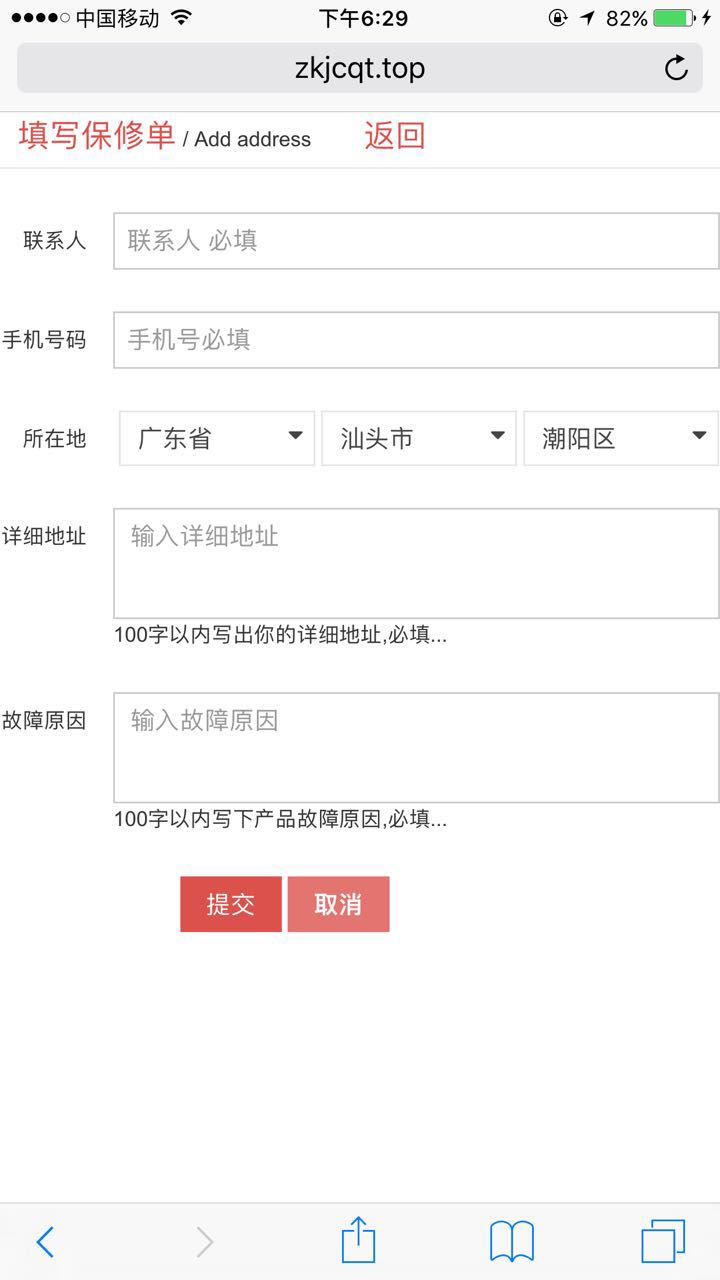 中国移动 下午6:29 82%
zkjcqt.top
填写保修单 / Add address 返回
联系人 联系人 必填
手机号码 手机号必填
所在地 广东省 汕头市 潮阳区
详细地址 输入详细地址
100字以内写出你的详细地址,必填...
故障原因 输入故障原因
100字以内写下产品故障原因,必填...
提交 取消